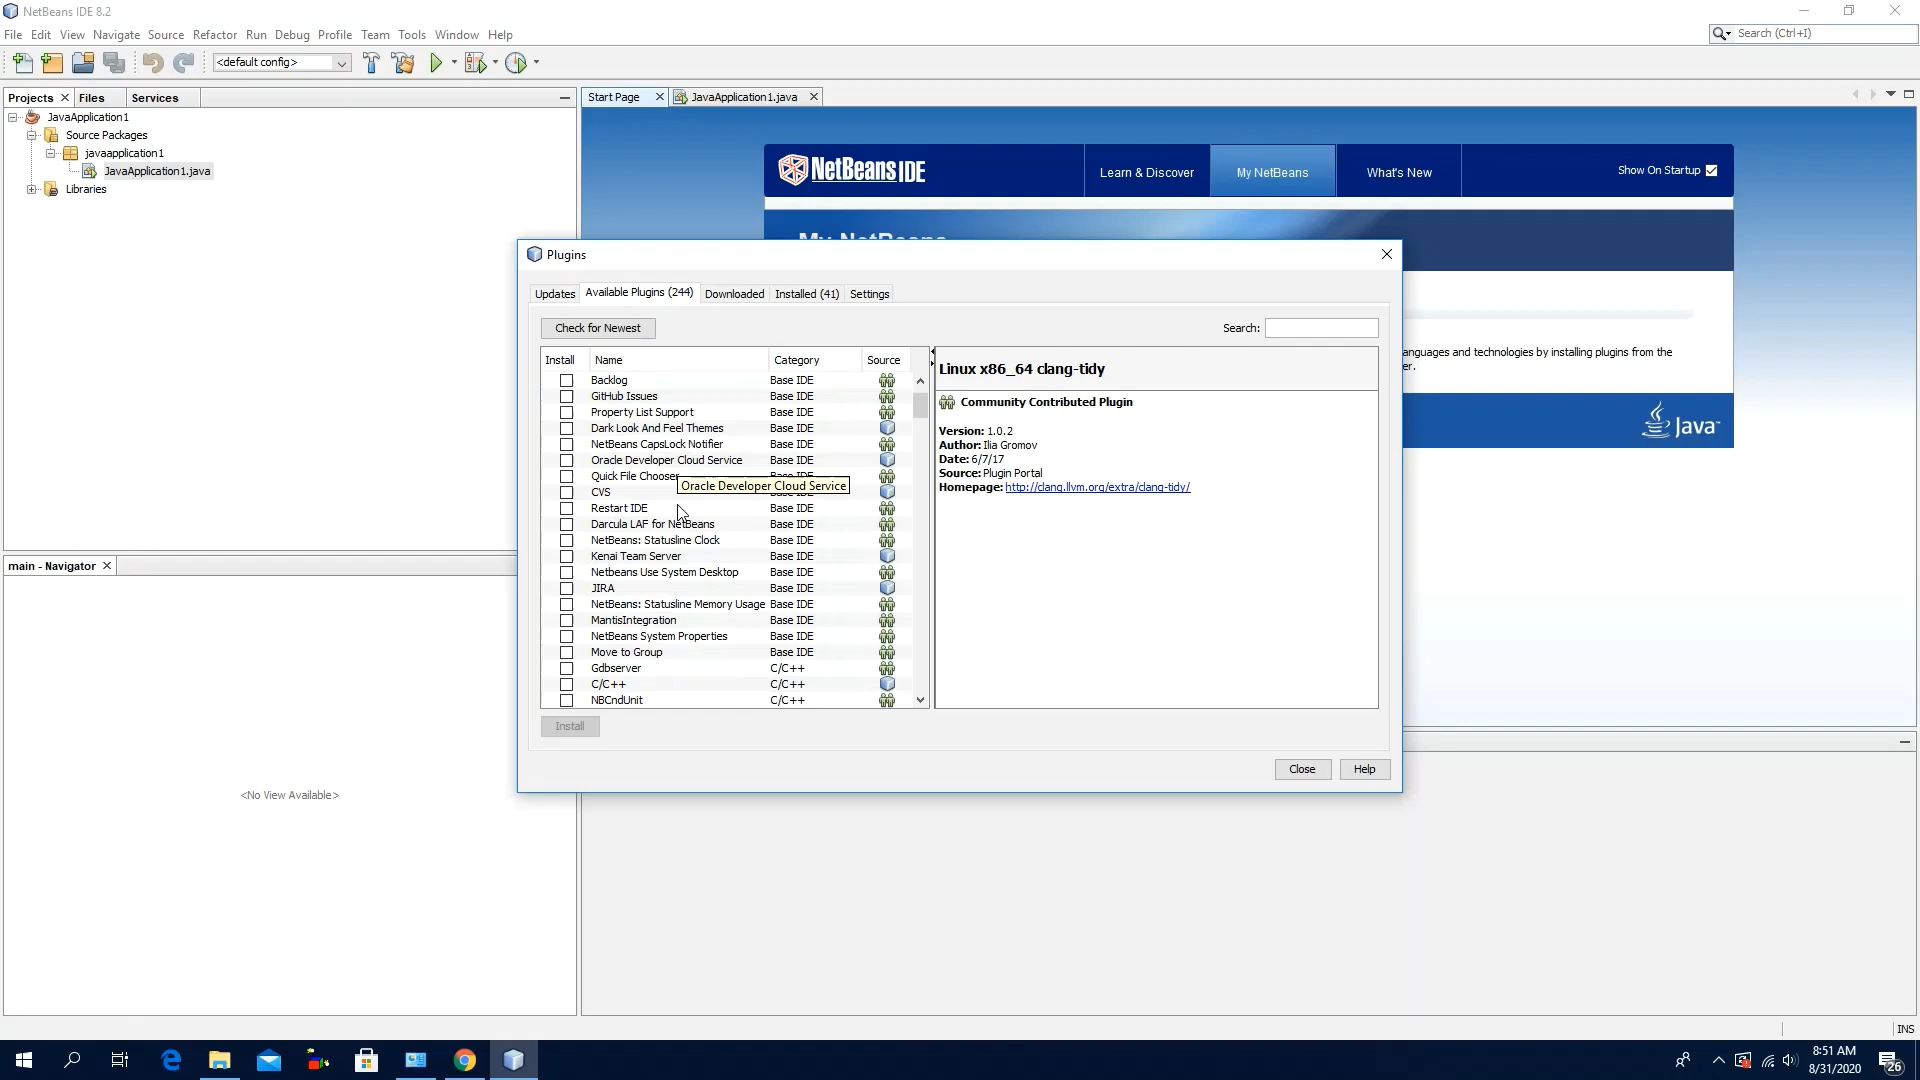 NetBeans IDE 8.2
File Edit View Navigate Source Refactor Run Debug Profile Team Tools Window Help
Search (Ctrl+I)
<default config>
Projects Files Services
Start Page JavaApplication1.java
JavaApplication1
Source Packages
javaapplication1
JavaApplication1.java
Libraries
NetBeans IDE
Learn & Discover My NetBeans What's New Show On Startup
My NetBeans
Plugins
Updates Available Plugins (244) Downloaded Installed (41) Settings
Check for Newest Search:
anguages and technologies by installing plugins from the
er.
Java
Install Name Category Source
Backlog Base IDE
GitHub Issues Base IDE
Property List Support Base IDE
Dark Look And Feel Themes Base IDE
NetBeans CapsLock Notifier Base IDE
Oracle Developer Cloud Service Base IDE
Quick File Chooser Base IDE
Oracle Developer Cloud Service
CVS Base IDE
Restart IDE Base IDE
Darcula LAF for NetBeans Base IDE
NetBeans: Statusline Clock Base IDE
Kenai Team Server Base IDE
Netbeans Use System Desktop Base IDE
JIRA Base IDE
NetBeans: Statusline Memory Usage Base IDE
MantisIntegration Base IDE
NetBeans System Properties Base IDE
Move to Group Base IDE
Gdbserver C/C++
C/C++ C/C++
NBCndUnit C/C++
Linux x86_64 clang-tidy
Community Contributed Plugin
Version: 1.0.2
Author: Ilia Gromov
Date: 6/7/17
Source: Plugin Portal
Homepage: http://clang.llvm.org/extra/clang-tidy/
Install
Close Help
main - Navigator
<No View Available>
INS
8:51 AM
8/31/2020
26